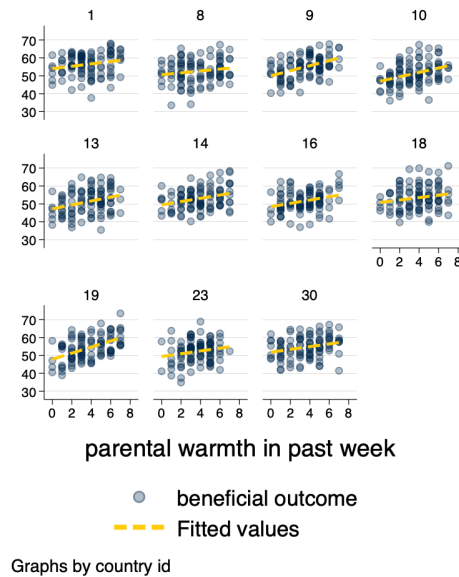 1 8 9 10
70
60
50
40
30
13 14 16 18
70
60
50
40
30
0 2 4 6 8
19 23 30
70
60
50
40
30
0 2 4 6 8 0 2 4 6 8 0 2 4 6 8
parental warmth in past week
beneficial outcome
Fitted values
Graphs by country id